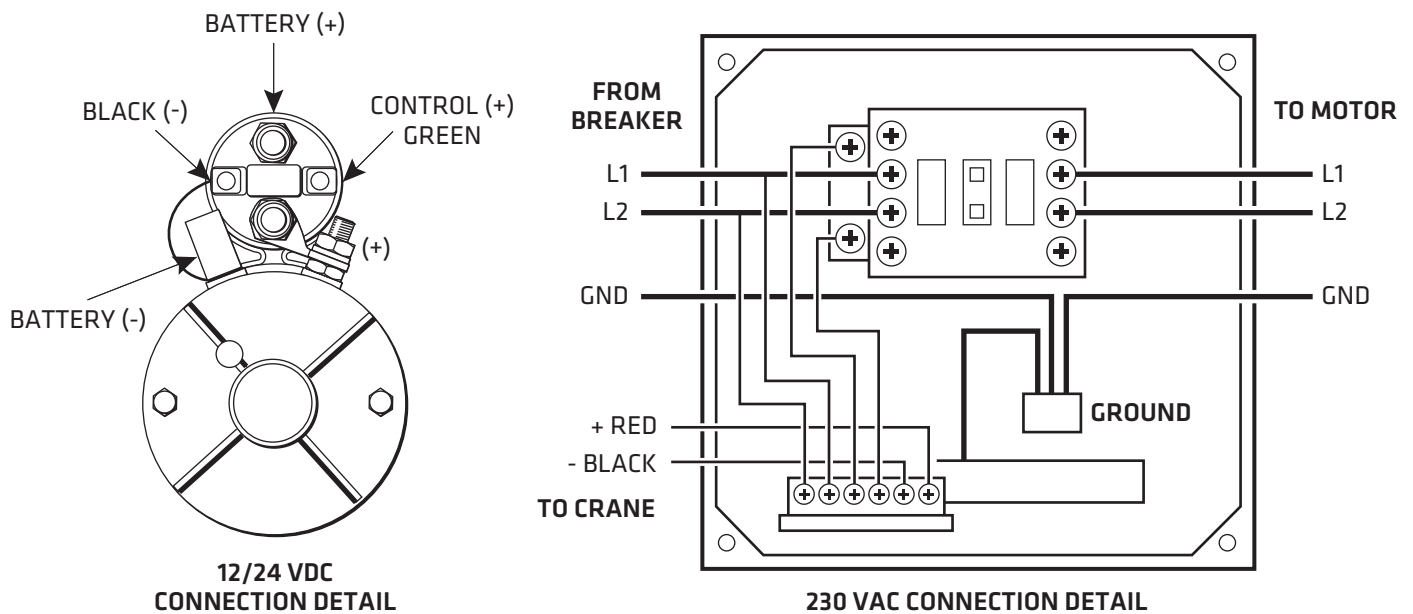 BATTERY (+)
BLACK (-)
CONTROL (+)
GREEN
(+)
BATTERY (-)
12/24 VDC
CONNECTION DETAIL
FROM
BREAKER
TO MOTOR
L1
L1
L2
L2
GND
GND
GROUND
+ RED
- BLACK
TO CRANE
230 VAC CONNECTION DETAIL